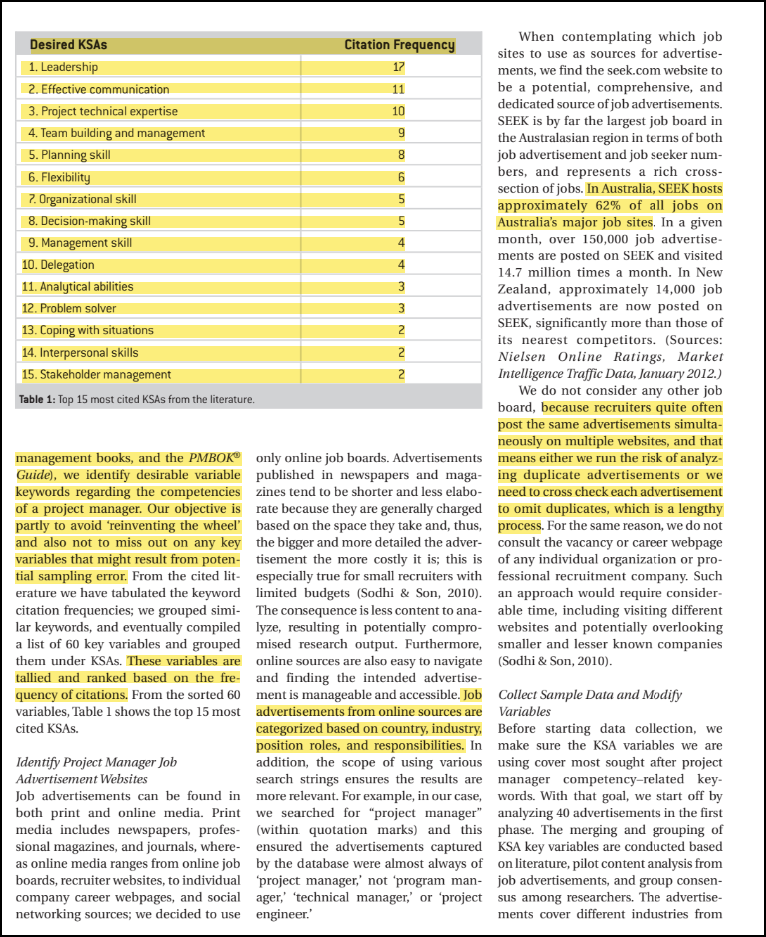 Desired KSAs Citation Frequency
1. Leadership 17
2. Effective communication 11
3. Project technical expertise 10
4. Team building and management 9
5. Planning skill 8
6. Flexibility 6
7. Organizational skill 5
8. Decision-making skill 5
9. Management skill 4
10. Delegation 4
11. Analytical abilities 3
12. Problem solver 3
13. Coping with situations 2
14. Interpersonal skills 2
15. Stakeholder management 2
Table 1: Top 15 most cited KSAs from the literature.
management books, and the PMBOK®
Guide), we identify desirable variable
keywords regarding the competencies
of a project manager. Our objective is
partly to avoid ‘reinventing the wheel’
and also not to miss out on any key
variables that might result from poten-
tial sampling error. From the cited lit-
erature we have tabulated the keyword
citation frequencies; we grouped simi-
lar keywords, and eventually compiled
a list of 60 key variables and grouped
them under KSAs. These variables are
tallied and ranked based on the fre-
quency of citations. From the sorted 60
variables, Table 1 shows the top 15 most
cited KSAs.
Identify Project Manager Job
Advertisement Websites
Job advertisements can be found in
both print and online media. Print
media includes newspapers, profes-
sional magazines, and journals, where-
as online media ranges from online job
boards, recruiter websites, to individual
company career webpages, and social
networking sources; we decided to use
only online job boards. Advertisements
published in newspapers and maga-
zines tend to be shorter and less elabo-
rate because they are generally charged
based on the space they take and, thus,
the bigger and more detailed the adver-
tisement the more costly it is; this is
especially true for small recruiters with
limited budgets (Sodhi & Son, 2010).
The consequence is less content to ana-
lyze, resulting in potentially compro-
mised research output. Furthermore,
online sources are also easy to navigate
and finding the intended advertise-
ment is manageable and accessible. Job
advertisements from online sources are
categorized based on country, industry,
position roles, and responsibilities. In
addition, the scope of using various
search strings ensures the results are
more relevant. For example, in our case,
we searched for “project manager”
(within quotation marks) and this
ensured the advertisements captured
by the database were almost always of
‘project manager,’ not ‘program man-
ager,’ ‘technical manager,’ or ‘project
engineer.’
When contemplating which job
sites to use as sources for advertise-
ments, we find the seek.com website to
be a potential, comprehensive, and
dedicated source of job advertisements.
SEEK is by far the largest job board in
the Australasian region in terms of both
job advertisement and job seeker num-
bers, and represents a rich cross-
section of jobs. In Australia, SEEK hosts
approximately 62% of all jobs on
Australia’s major job sites. In a given
month, over 150,000 job advertise-
ments are posted on SEEK and visited
14.7 million times a month. In New
Zealand, approximately 14,000 job
advertisements are now posted on
SEEK, significantly more than those of
its nearest competitors. (Sources:
Nielsen Online Ratings, Market
Intelligence Traffic Data, January 2012.)
We do not consider any other job
board, because recruiters quite often
post the same advertisements simulta-
neously on multiple websites, and that
means either we run the risk of analyz-
ing duplicate advertisements or we
need to cross check each advertisement
to omit duplicates, which is a lengthy
process. For the same reason, we do not
consult the vacancy or career webpage
of any individual organization or pro-
fessional recruitment company. Such
an approach would require consider-
able time, including visiting different
websites and potentially overlooking
smaller and lesser known companies
(Sodhi & Son, 2010).
Collect Sample Data and Modify
Variables
Before starting data collection, we
make sure the KSA variables we are
using cover most sought after project
manager competency–related key-
words. With that goal, we start off by
analyzing 40 advertisements in the first
phase. The merging and grouping of
KSA key variables are conducted based
on literature, pilot content analysis from
job advertisements, and group consen-
sus among researchers. The advertise-
ments cover different industries from